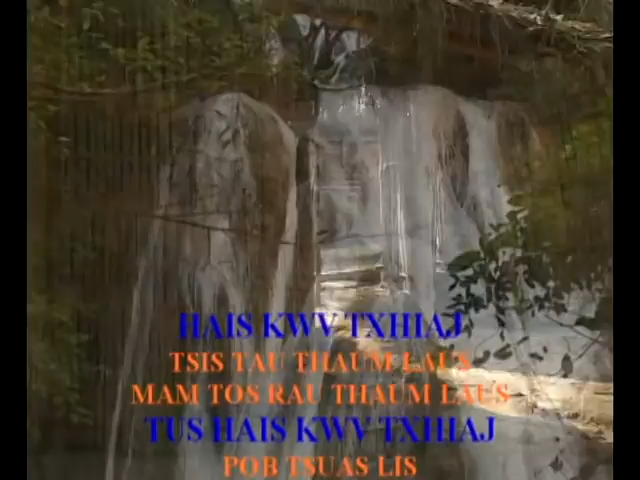 HAIS KWV TXHIAJ
TSIS TAU THAUM LAUS
MAM TOS RAU THAUM LAUS
TUS HAIS KWV TXHIAJ
POB TSUAS LIS